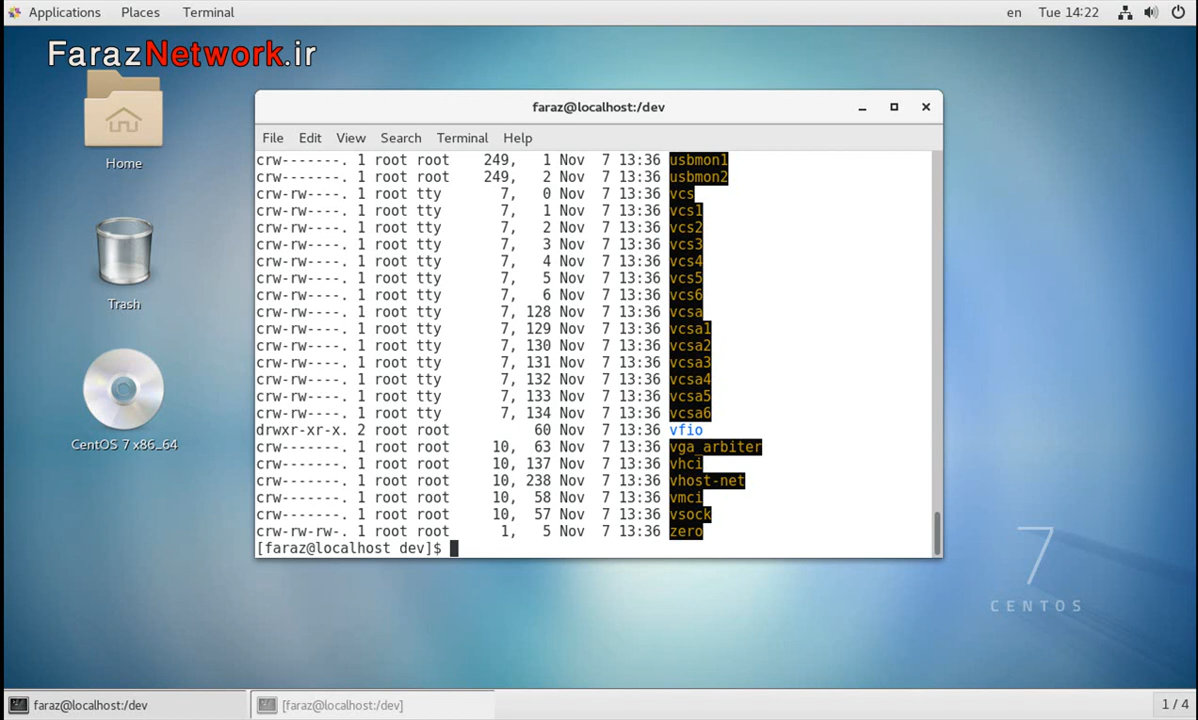 Applications Places Terminal en Tue 14:22
FarazNetwork.ir
Home
Trash
CentOS 7 x86_64
faraz@localhost:/dev
File Edit View Search Terminal Help
crw-------. 1 root root 249, 1 Nov 7 13:36 usbmon1
crw-------. 1 root root 249, 2 Nov 7 13:36 usbmon2
crw-rw----. 1 root tty 7, 0 Nov 7 13:36 vcs
crw-rw----. 1 root tty 7, 1 Nov 7 13:36 vcs1
crw-rw----. 1 root tty 7, 2 Nov 7 13:36 vcs2
crw-rw----. 1 root tty 7, 3 Nov 7 13:36 vcs3
crw-rw----. 1 root tty 7, 4 Nov 7 13:36 vcs4
crw-rw----. 1 root tty 7, 5 Nov 7 13:36 vcs5
crw-rw----. 1 root tty 7, 6 Nov 7 13:36 vcs6
crw-rw----. 1 root tty 7, 128 Nov 7 13:36 vcsa
crw-rw----. 1 root tty 7, 129 Nov 7 13:36 vcsa1
crw-rw----. 1 root tty 7, 130 Nov 7 13:36 vcsa2
crw-rw----. 1 root tty 7, 131 Nov 7 13:36 vcsa3
crw-rw----. 1 root tty 7, 132 Nov 7 13:36 vcsa4
crw-rw----. 1 root tty 7, 133 Nov 7 13:36 vcsa5
crw-rw----. 1 root tty 7, 134 Nov 7 13:36 vcsa6
drwxr-xr-x. 2 root root 60 Nov 7 13:36 vfio
crw-------. 1 root root 10, 63 Nov 7 13:36 vga_arbiter
crw-------. 1 root root 10, 137 Nov 7 13:36 vhci
crw-------. 1 root root 10, 238 Nov 7 13:36 vhost-net
crw-------. 1 root root 10, 58 Nov 7 13:36 vmci
crw-------. 1 root root 10, 57 Nov 7 13:36 vsock
crw-rw-rw-. 1 root root 1, 5 Nov 7 13:36 zero
[faraz@localhost dev]$
7
CENTOS
faraz@localhost:/dev [faraz@localhost:/dev] 1 / 4